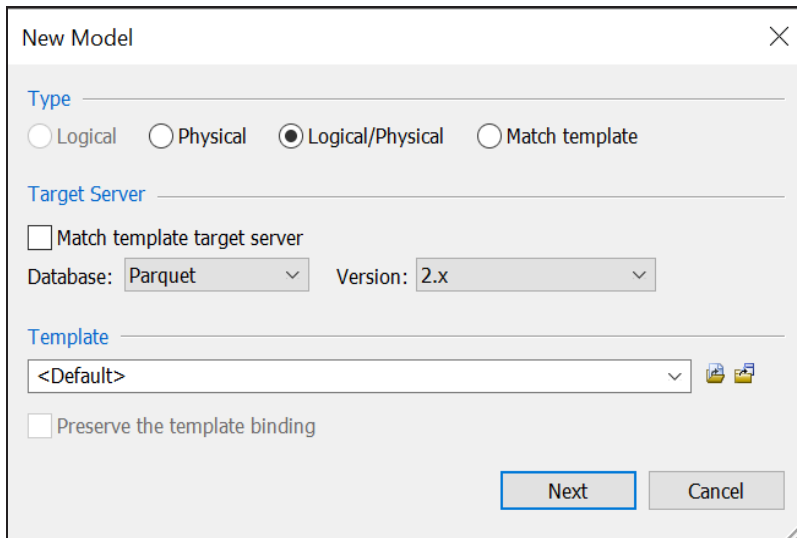 New Model
Type
Logical Physical Logical/Physical Match template
Target Server
Match template target server
Database: Parquet Version: 2.x
Template
<Default>
Preserve the template binding
Next Cancel